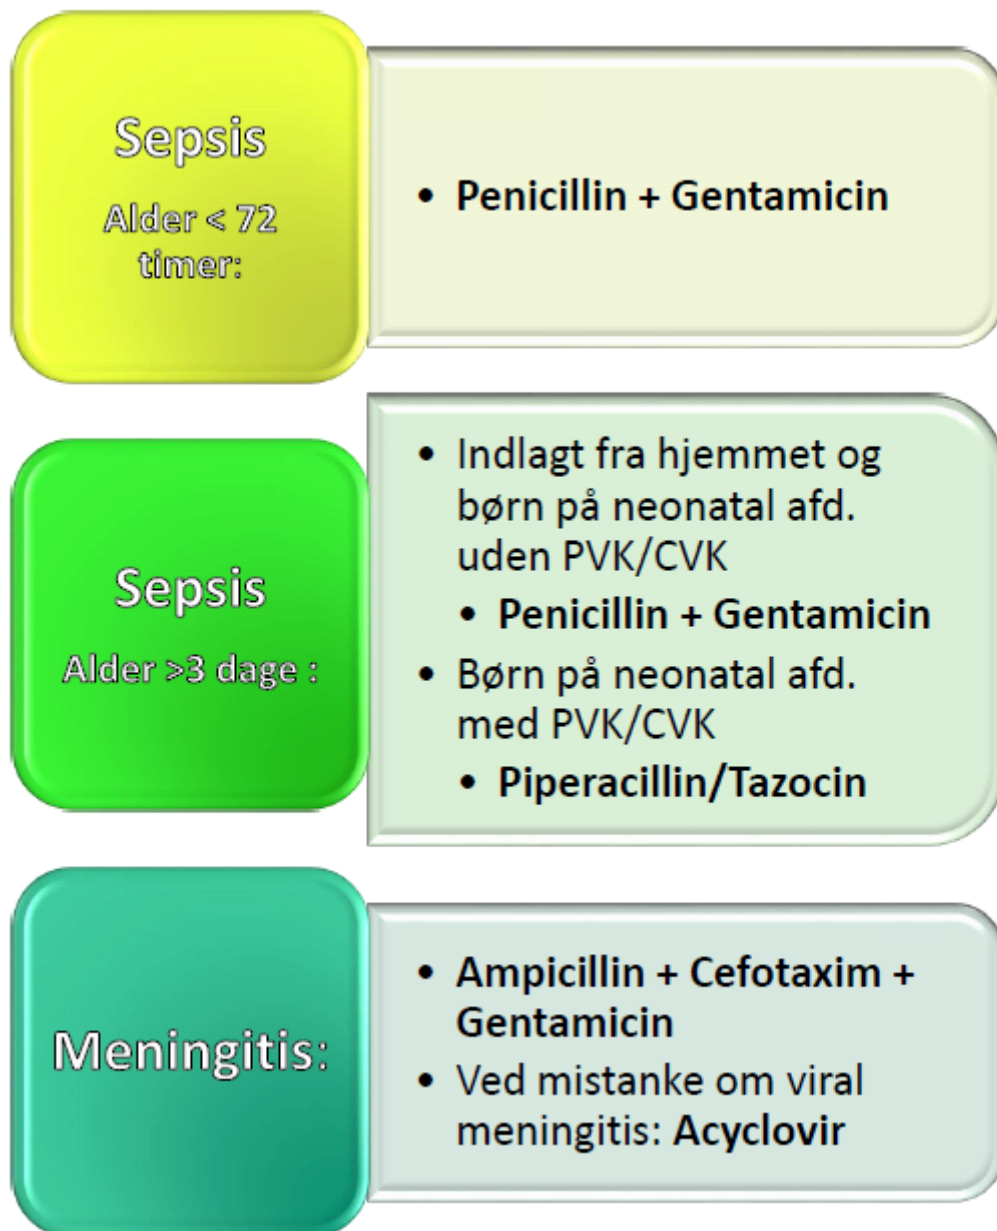 Sepsis
Alder < 72
timer:
• Penicillin + Gentamicin
Sepsis
Alder >3 dage :
• Indlagt fra hjemmet og
børn på neonatal afd.
uden PVK/CVK
• Penicillin + Gentamicin
• Børn på neonatal afd.
med PVK/CVK
• Piperacillin/Tazocin
Meningitis:
• Ampicillin + Cefotaxim +
Gentamicin
• Ved mistanke om viral
meningitis: Acyclovir